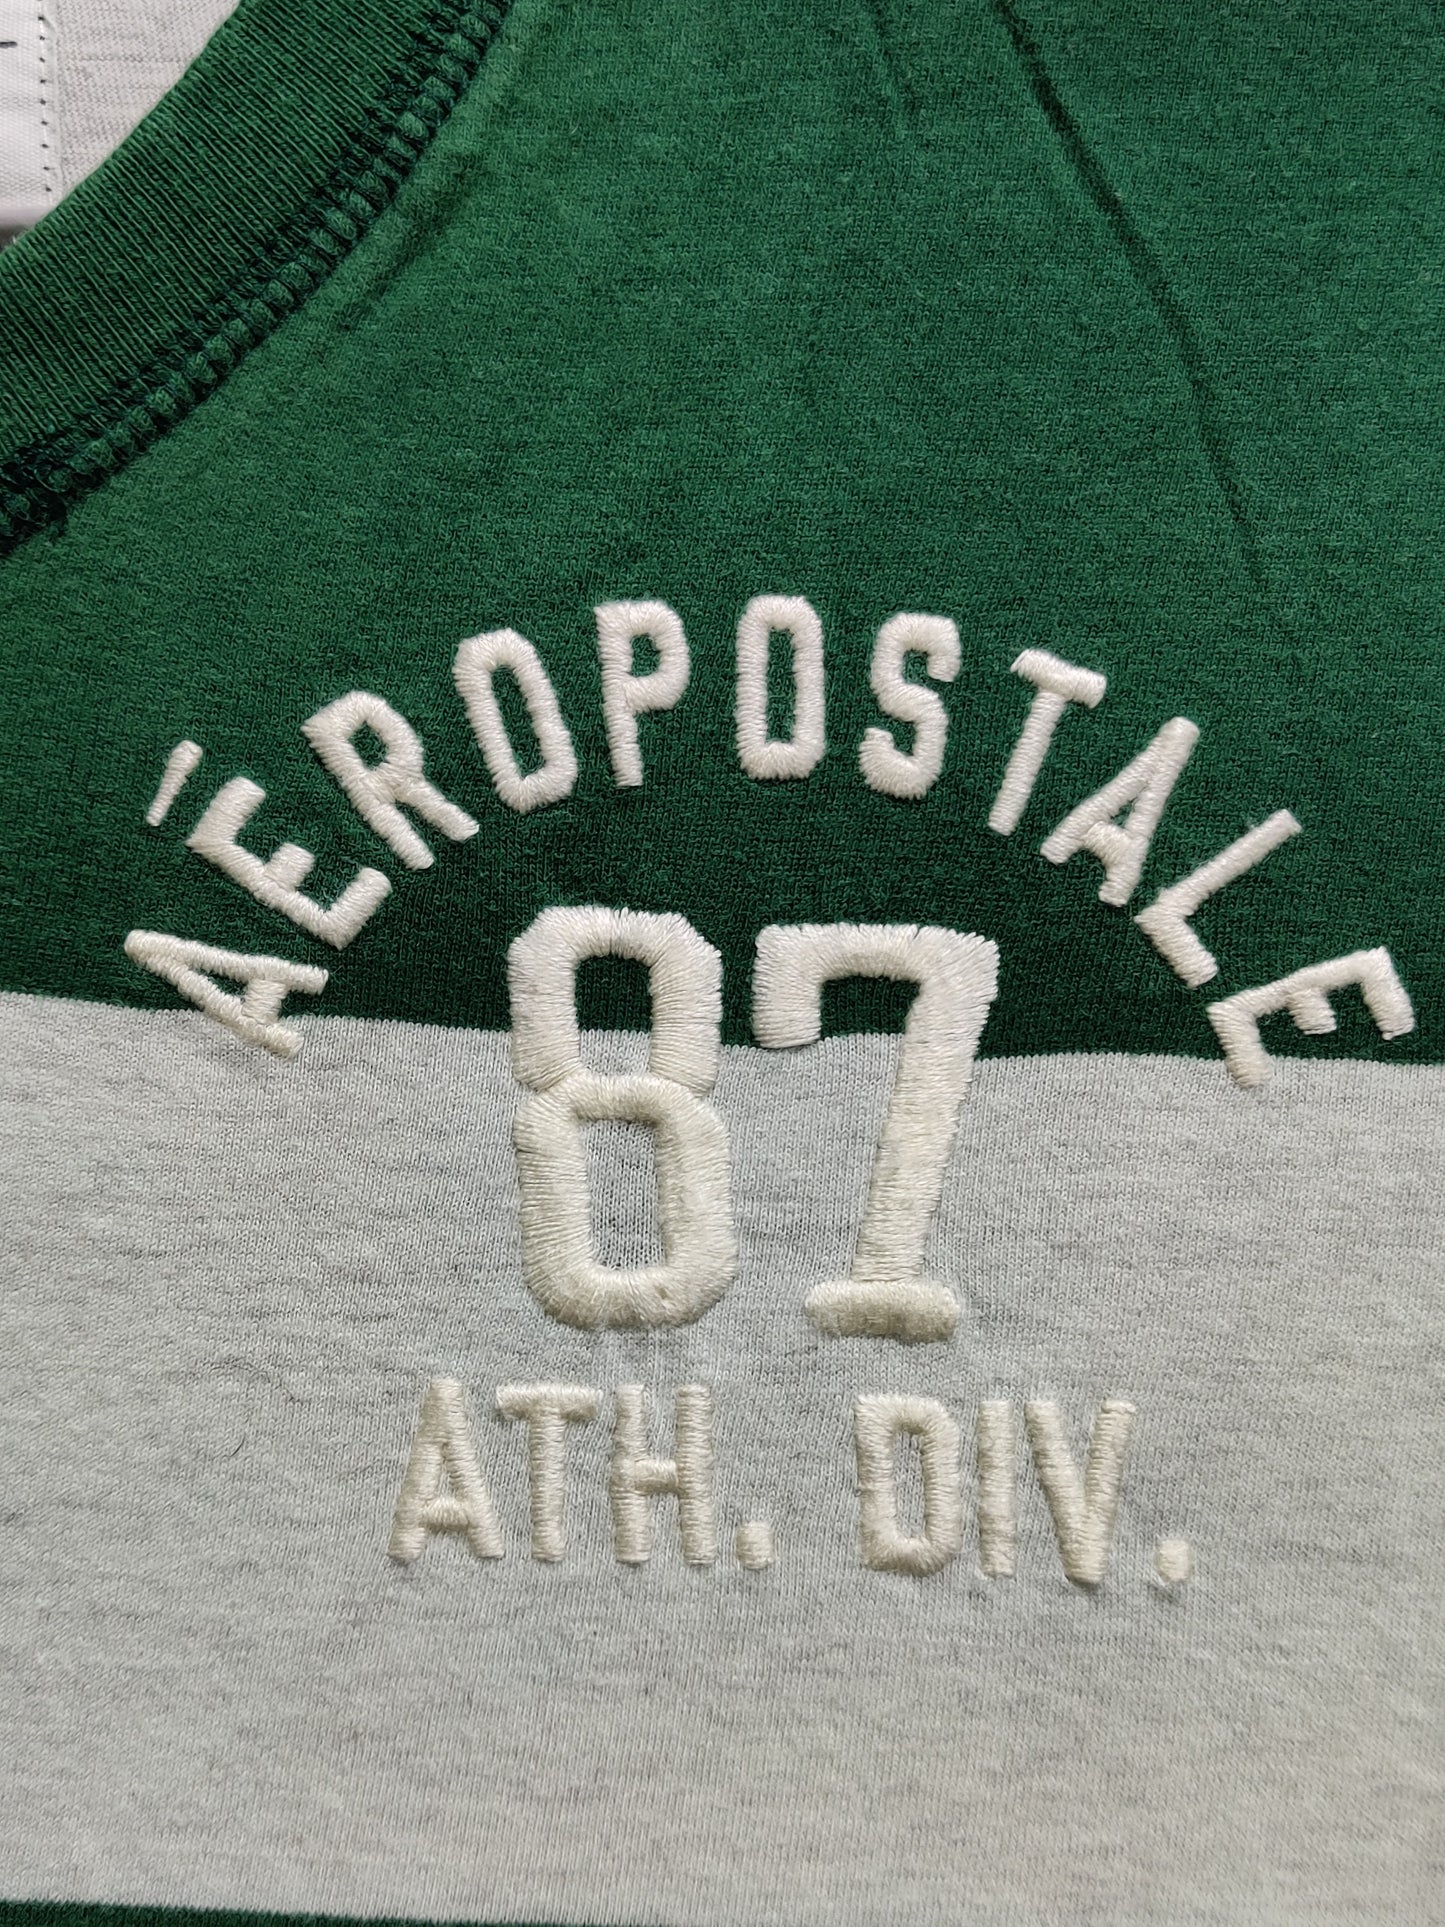 AÉROPOSTALE
87
ATH. DIV.